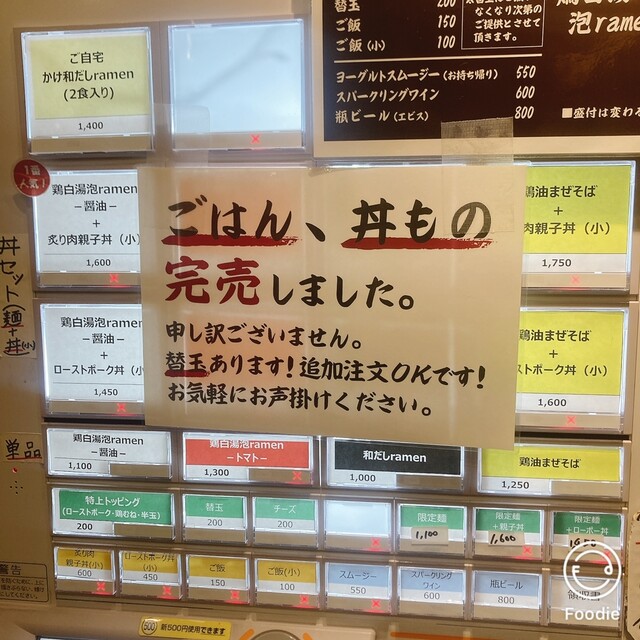 替玉 200
ご飯 150
ご飯(小) 100
なくなり次第の
ご提供とさせて
頂きます。
ヨーグルトスムージー(お持ち帰り) 550
スパークリングワイン 600
瓶ビール(エビス) 800
泡rame
■盛付は変わる
ご自宅
かけ和だしramen
(2食入り)
1,400
1番
人気!
鶏白湯泡ramen
-醤油-
+
炙り肉親子丼(小)
1,600
鶏油まぜそば
+
肉親子丼(小)
1,750
ごはん、丼もの
完売しました。
申し訳ございません。
替玉あります!追加注文OKです!
お気軽にお声掛けください。
丼セット(麺+丼(小))
鶏白湯泡ramen
-醤油-
+
ローストポーク丼(小)
1,450
鶏油まぜそば
+
ストポーク丼(小)
1,600
単品
鶏白湯泡ramen
-醤油-
1,100
鶏白湯泡ramen
-トマト-
1,300
和だしramen
1,000
鶏油まぜそば
1,250
特上トッピング
(ローストポーク・鶏むね・半玉)
200
替玉
200
チーズ
200
限定麺
1,100
限定麺
+親子丼
1,600
限定麺
+ローポー丼
炙り肉
親子丼(小)
600
ローストポーク丼
(小)
450
ご飯
150
ご飯(小)
100
スムージー
550
スパークリング
ワイン
600
瓶ビール
800
領収書
警告
500 新500円使用できます
Foodie